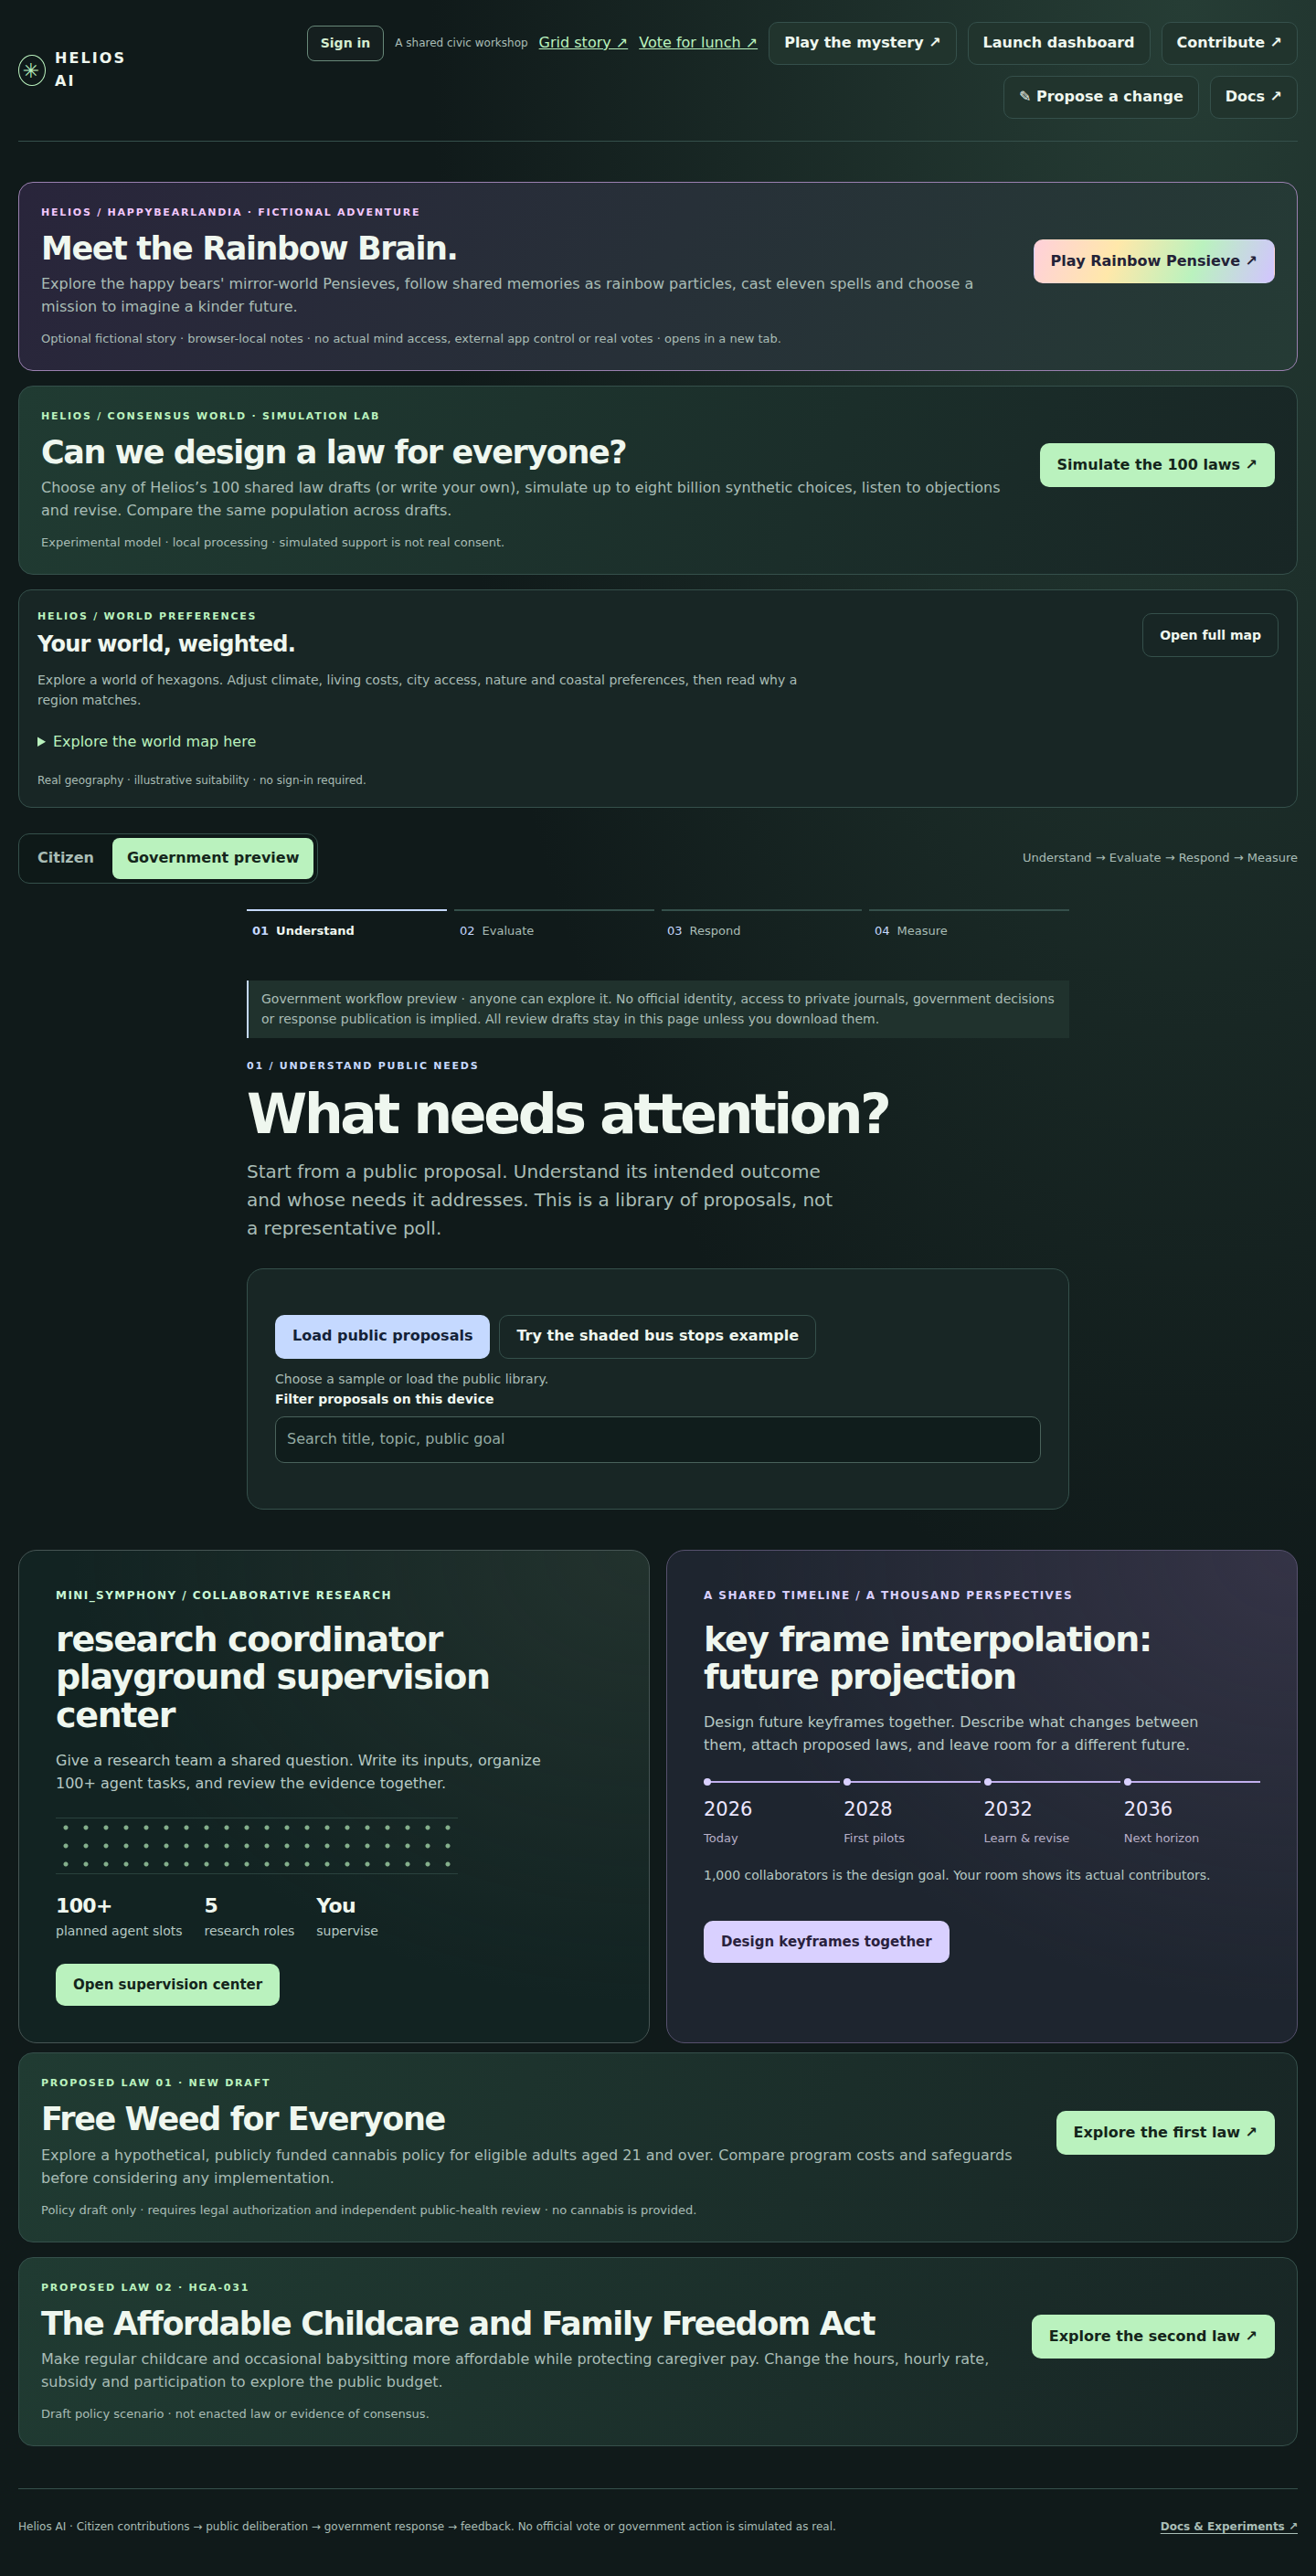 HELIOS
AI
Sign in
A shared civic workshop
Grid story ↗
Vote for lunch ↗
Play the mystery ↗
Launch dashboard
Contribute ↗
✎ Propose a change
Docs ↗
HELIOS / HAPPYBEARLANDIA · FICTIONAL ADVENTURE
Meet the Rainbow Brain.
Explore the happy bears' mirror-world Pensieves, follow shared memories as rainbow particles, cast eleven spells and choose a
mission to imagine a kinder future.
Optional fictional story · browser-local notes · no actual mind access, external app control or real votes · opens in a new tab.
Play Rainbow Pensieve ↗
HELIOS / CONSENSUS WORLD · SIMULATION LAB
Can we design a law for everyone?
Choose any of Helios’s 100 shared law drafts (or write your own), simulate up to eight billion synthetic choices, listen to objections
and revise. Compare the same population across drafts.
Experimental model · local processing · simulated support is not real consent.
Simulate the 100 laws ↗
HELIOS / WORLD PREFERENCES
Your world, weighted.
Explore a world of hexagons. Adjust climate, living costs, city access, nature and coastal preferences, then read why a
region matches.
▶ Explore the world map here
Real geography · illustrative suitability · no sign-in required.
Open full map
Citizen
Government preview
Understand → Evaluate → Respond → Measure
01 Understand
02 Evaluate
03 Respond
04 Measure
Government workflow preview · anyone can explore it. No official identity, access to private journals, government decisions
or response publication is implied. All review drafts stay in this page unless you download them.
01 / UNDERSTAND PUBLIC NEEDS
What needs attention?
Start from a public proposal. Understand its intended outcome
and whose needs it addresses. This is a library of proposals, not
a representative poll.
Load public proposals
Try the shaded bus stops example
Choose a sample or load the public library.
Filter proposals on this device
Search title, topic, public goal
MINI_SYMPHONY / COLLABORATIVE RESEARCH
research coordinator
playground supervision
center
Give a research team a shared question. Write its inputs, organize
100+ agent tasks, and review the evidence together.
100+
planned agent slots
5
research roles
You
supervise
Open supervision center
A SHARED TIMELINE / A THOUSAND PERSPECTIVES
key frame interpolation:
future projection
Design future keyframes together. Describe what changes between
them, attach proposed laws, and leave room for a different future.
2026
Today
2028
First pilots
2032
Learn & revise
2036
Next horizon
1,000 collaborators is the design goal. Your room shows its actual contributors.
Design keyframes together
PROPOSED LAW 01 · NEW DRAFT
Free Weed for Everyone
Explore a hypothetical, publicly funded cannabis policy for eligible adults aged 21 and over. Compare program costs and safeguards
before considering any implementation.
Policy draft only · requires legal authorization and independent public-health review · no cannabis is provided.
Explore the first law ↗
PROPOSED LAW 02 · HGA-031
The Affordable Childcare and Family Freedom Act
Make regular childcare and occasional babysitting more affordable while protecting caregiver pay. Change the hours, hourly rate,
subsidy and participation to explore the public budget.
Draft policy scenario · not enacted law or evidence of consensus.
Explore the second law ↗
Helios AI · Citizen contributions → public deliberation → government response → feedback. No official vote or government action is simulated as real.
Docs & Experiments ↗